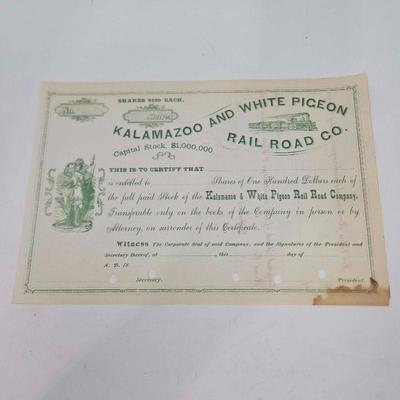 SHARES $100 EACH.
No.
KALAMAZOO AND WHITE PIGEON
RAIL ROAD CO.
Capital Stock, $1,000,000
THIS IS TO CERTIFY THAT
is entitled to Shares of One Hundred Dollars each of
the full paid Stock of the Kalamazoo & White Pigeon Rail Road Company,
Transferable only on the books of the Company in person or by
Attorney, on surrender of this Certificate.
Witness The Corporate Seal of said Company, and the Signatures of the President and
Secretary thereof, at , this day of
A. D. 18
Secretary. President.